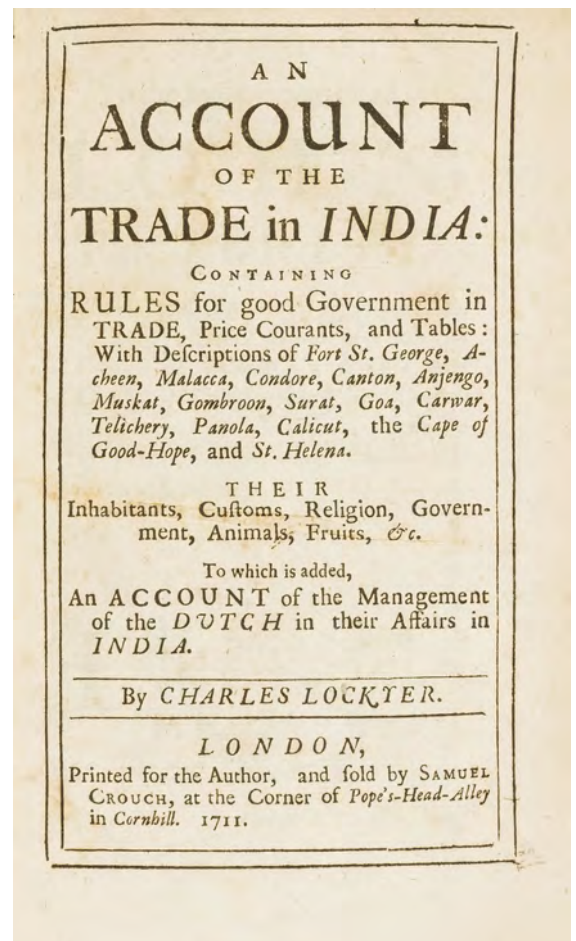 AN
ACCOUNT
OF THE
TRADE in INDIA:
CONTAINING
RULES for good Government in
TRADE, Price Courants, and Tables:
With Deſcriptions of Fort St. George, A-
cheen, Malacca, Condore, Canton, Anjengo,
Muskat, Gombroon, Surat, Goa, Carwar,
Telichery, Panola, Calicut, the Cape of
Good-Hope, and St. Helena.
THEIR
Inhabitants, Cuſtoms, Religion, Govern-
ment, Animals, Fruits, &c.
To which is added,
An ACCOUNT of the Management
of the DVTCH in their Affairs in
INDIA.
By CHARLES LOCKYER.
LONDON,
Printed for the Author, and ſold by SAMUEL
CROUCH, at the Corner of Pope's-Head-Alley
in Cornhill. 1711.